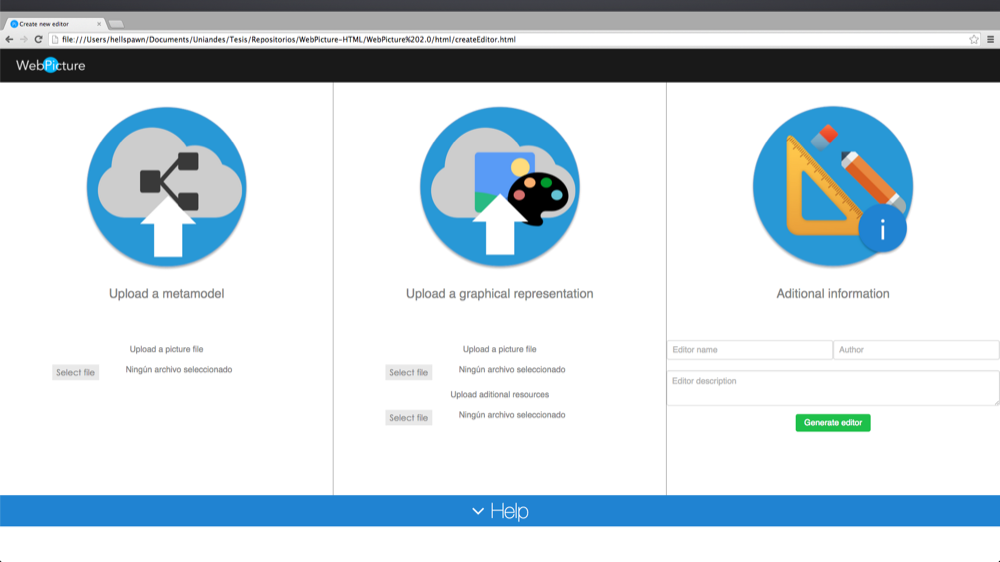 Create new editor
file:///Users/hellspawn/Documents/Uniandes/Tesis/Repositorios/WebPicture-HTML/WebPicture%202.0/html/createEditor.html
WebPicture
Upload a metamodel
Upload a picture file
Select file
Ningún archivo seleccionado
Upload a graphical representation
Upload a picture file
Select file
Ningún archivo seleccionado
Upload aditional resources
Select file
Ningún archivo seleccionado
i
Aditional information
Editor name
Author
Editor description
Generate editor
Help